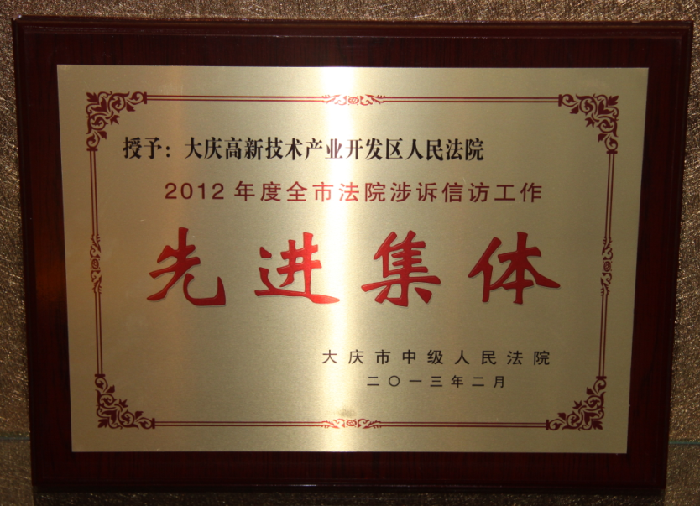 授予：大庆高新技术产业开发区人民法院
2012年度全市法院涉诉信访工作
先进集体
大庆市中级人民法院
二〇一三年二月